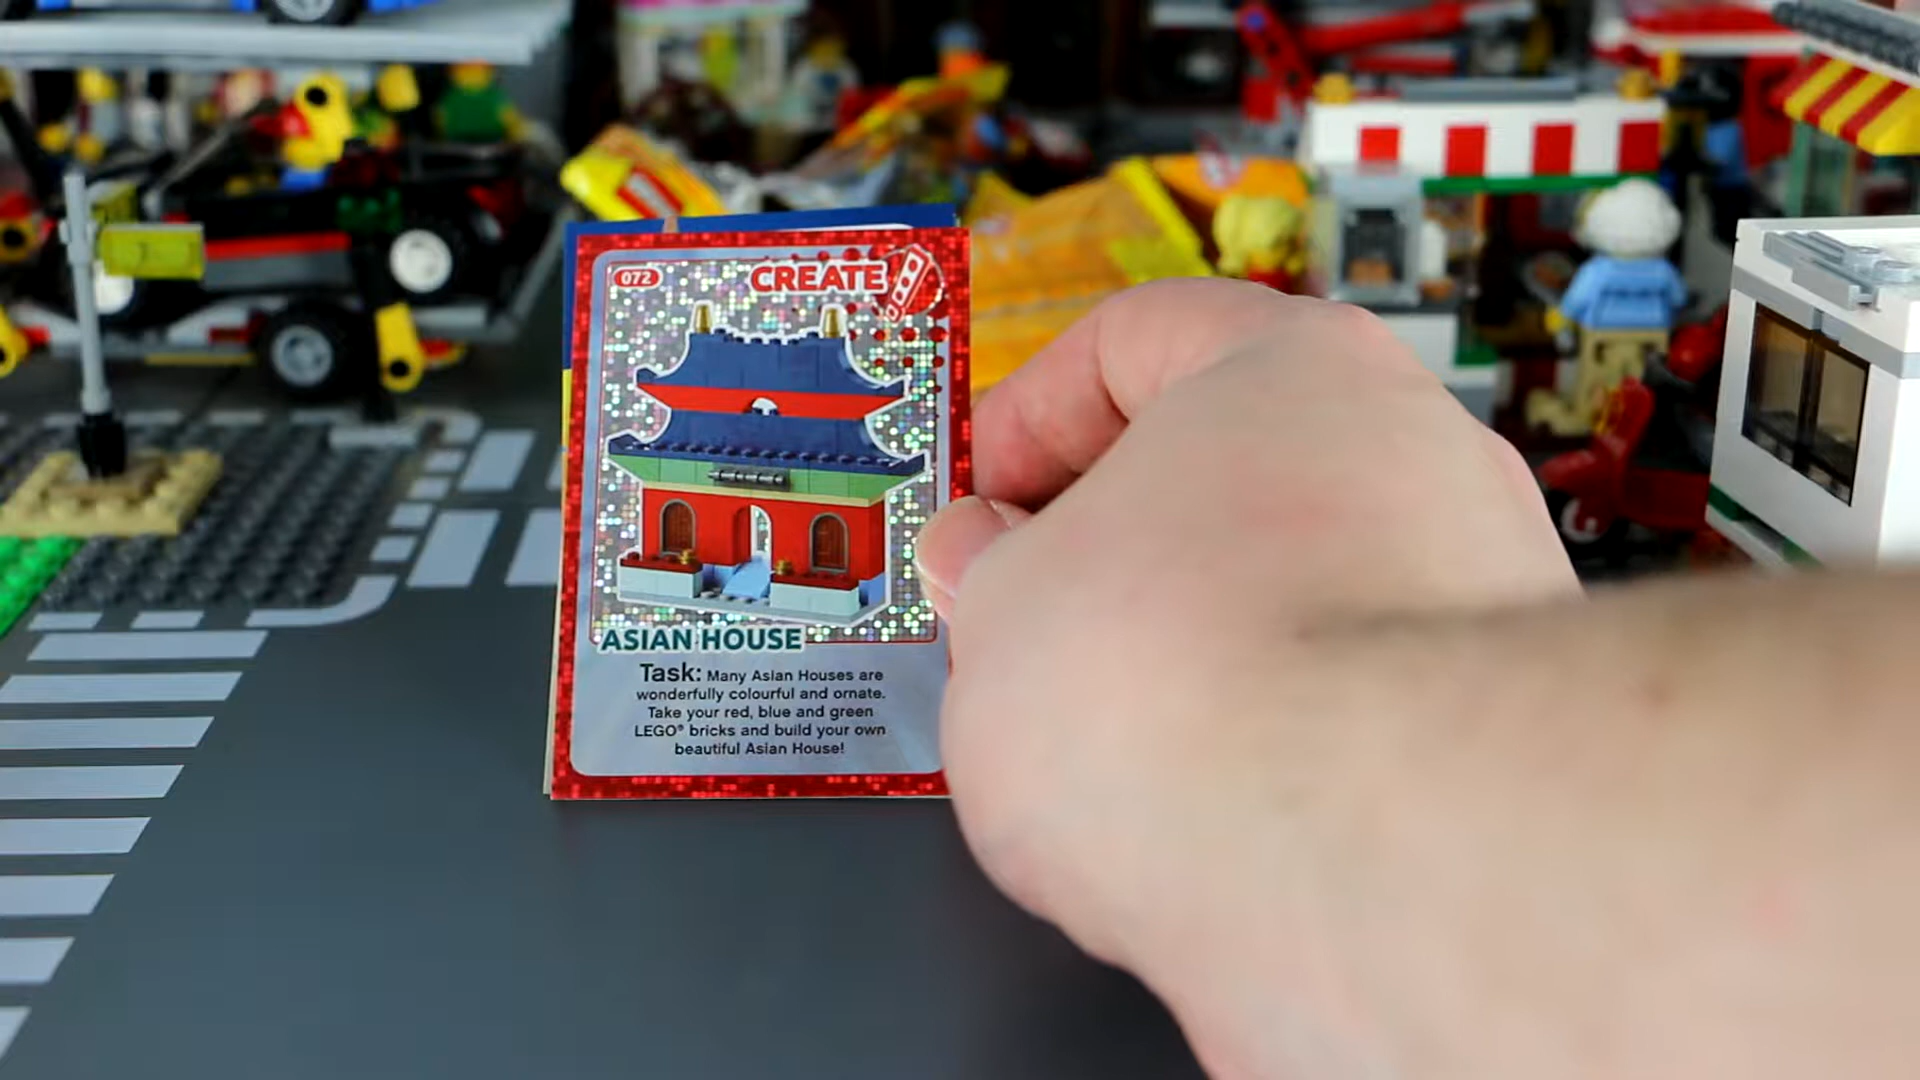 072
CREATE
ASIAN HOUSE
Task: Many Asian Houses are
wonderfully colourful and ornate.
Take your red, blue and green
LEGO® bricks and build your own
beautiful Asian House!